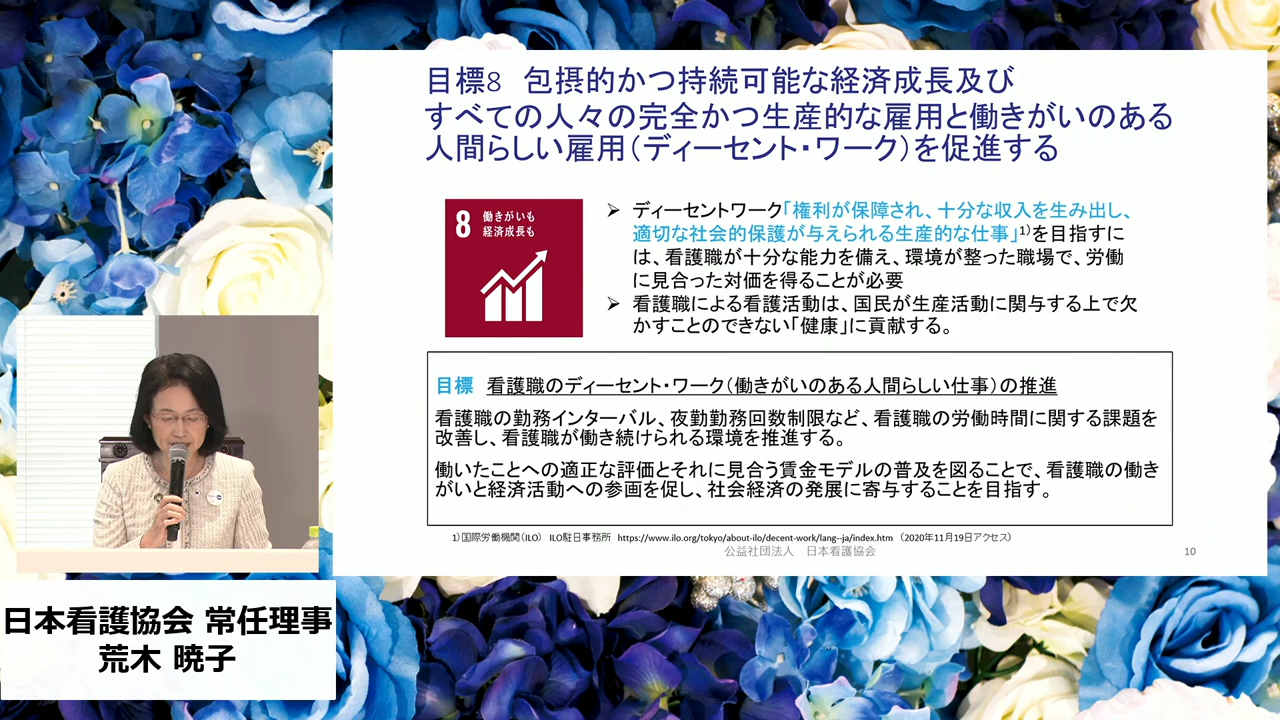 目標8 包摂的かつ持続可能な経済成長及び
すべての人々の完全かつ生産的な雇用と働きがいのある
人間らしい雇用（ディーセント・ワーク）を促進する
8 働きがいも
経済成長も
➢ ディーセントワーク「権利が保障され、十分な収入を生み出し、
適切な社会的保護が与えられる生産的な仕事」1)を目指すに
は、看護職が十分な能力を備え、環境が整った職場で、労働
に見合った対価を得ることが必要
➢ 看護職による看護活動は、国民が生産活動に関与する上で欠
かすことのできない「健康」に貢献する。
目標 看護職のディーセント・ワーク（働きがいのある人間らしい仕事）の推進
看護職の勤務インターバル、夜勤勤務回数制限など、看護職の労働時間に関する課題を
改善し、看護職が働き続けられる環境を推進する。
働いたことへの適正な評価とそれに見合う賃金モデルの普及を図ることで、看護職の働き
がいと経済活動への参画を促し、社会経済の発展に寄与することを目指す。
1)国際労働機関（ILO） ILO駐日事務所 https://www.ilo.org/tokyo/about-ilo/decent-work/lang--ja/index.htm （2020年11月19日アクセス）
公益社団法人 日本看護協会
10
日本看護協会 常任理事
荒木 暁子